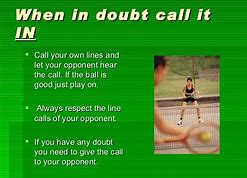 When in doubt call it
IN
Call your own lines and
let your opponent hear
the call. If the ball is
good just play on.
Always respect the line
calls of your opponent.
If you have any doubt
you need to give the call
to your opponent.